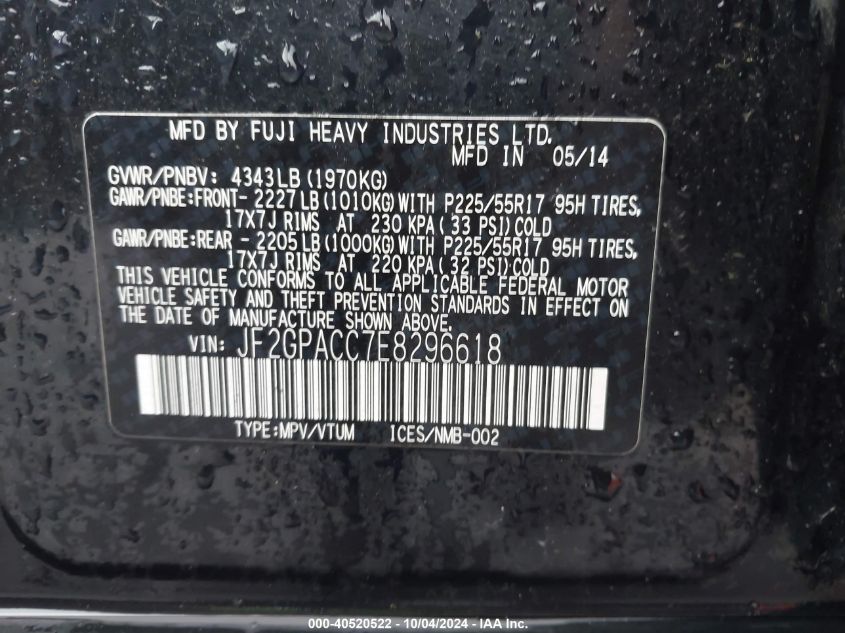 MFD BY FUJI HEAVY INDUSTRIES LTD.
MFD IN 05/14
GVWR/PNBV: 4343LB (1970KG)
GAWR/PNBE:FRONT- 2227LB(1010KG)WITH P225/55R17 95H TIRES,
17X7J RIMS AT 230 KPA( 33 PSI)COLD
GAWR/PNBE:REAR - 2205LB(1000KG)WITH P225/55R17 95H TIRES,
17X7J RIMS AT 220 KPA( 32 PSI)COLD
THIS VEHICLE CONFORMS TO ALL APPLICABLE FEDERAL MOTOR
VEHICLE SAFETY AND THEFT PREVENTION STANDARDS IN EFFECT ON
THE DATE OF MANUFACTURE SHOWN ABOVE.
VIN: JF2GPACC7E8296618
TYPE:MPV/VTUM ICES/NMB-002
000-40520522 - 10/04/2024 - IAA Inc.